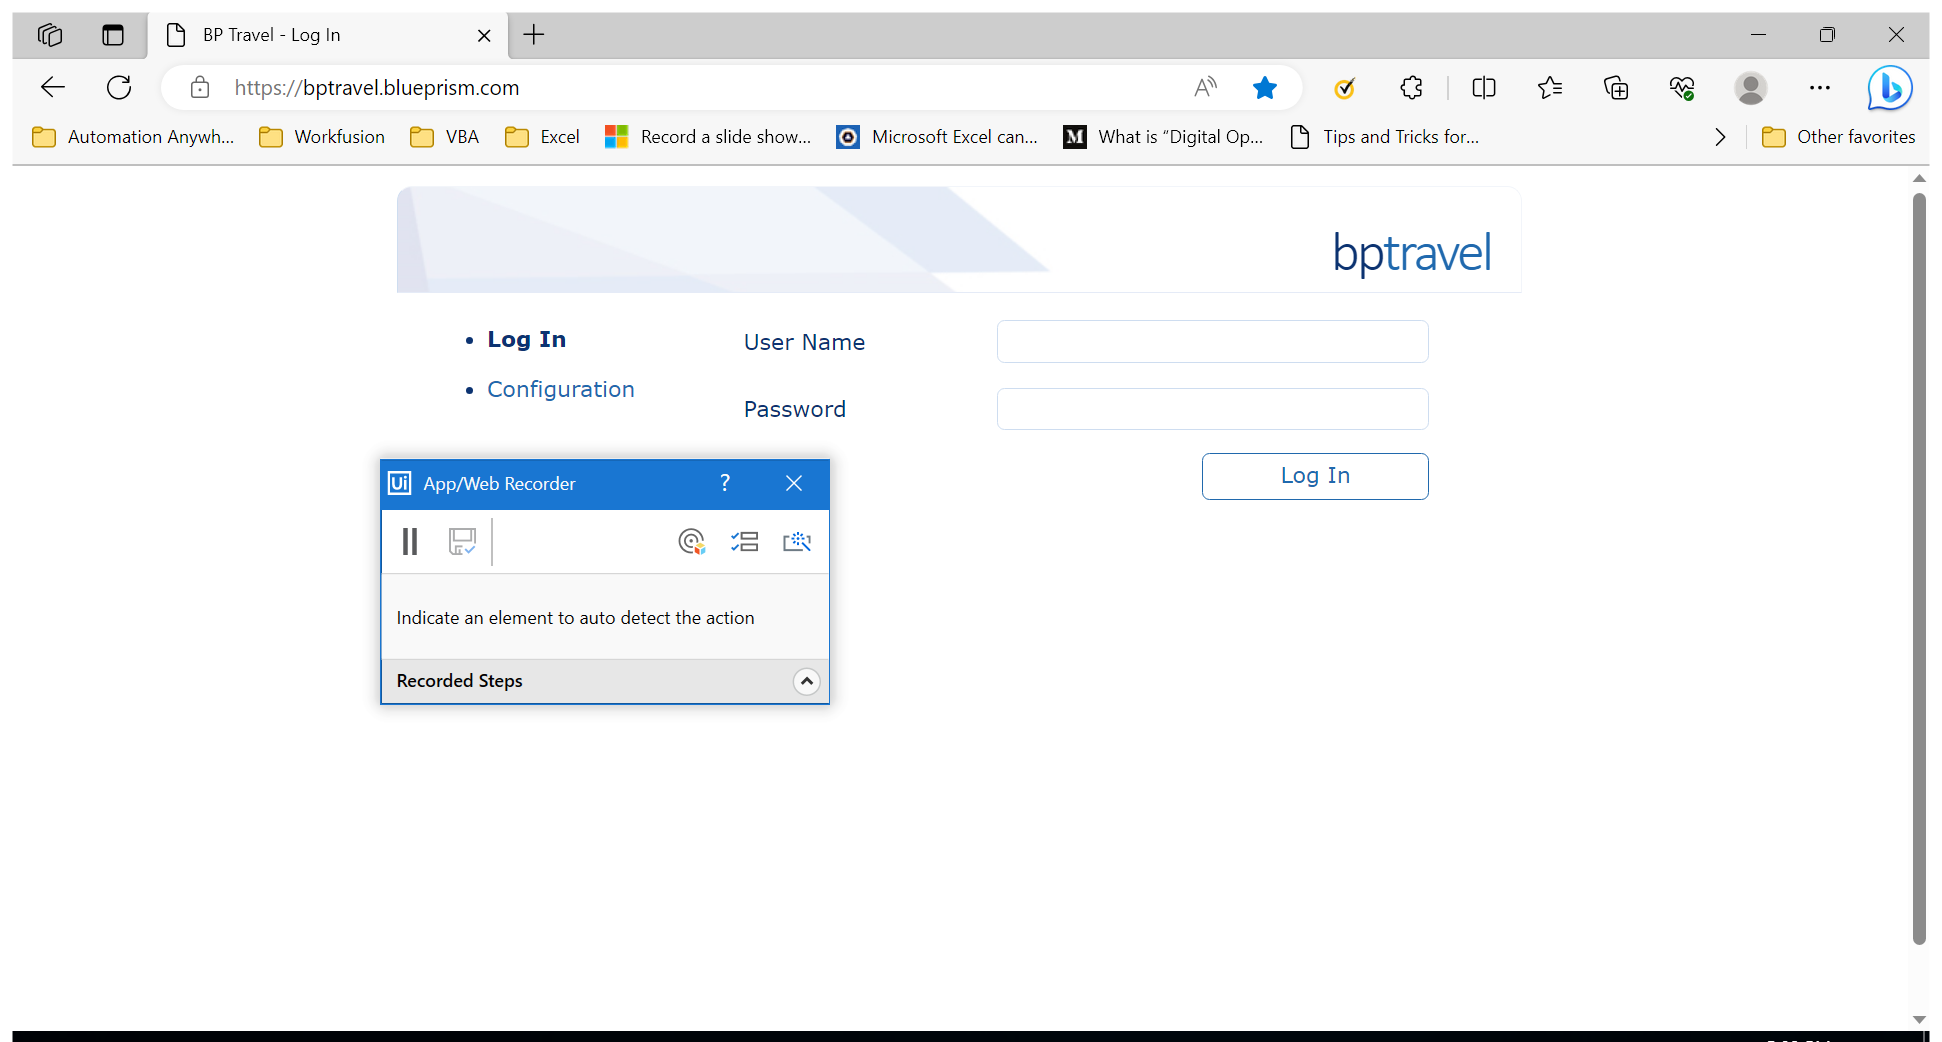 BP Travel - Log In
https://bptravel.blueprism.com
Automation Anywh... Workfusion VBA Excel Record a slide show... Microsoft Excel can... What is “Digital Op... Tips and Tricks for... Other favorites
bptravel
Log In
Configuration
User Name
Password
Log In
Ui App/Web Recorder ?
Indicate an element to auto detect the action
Recorded Steps